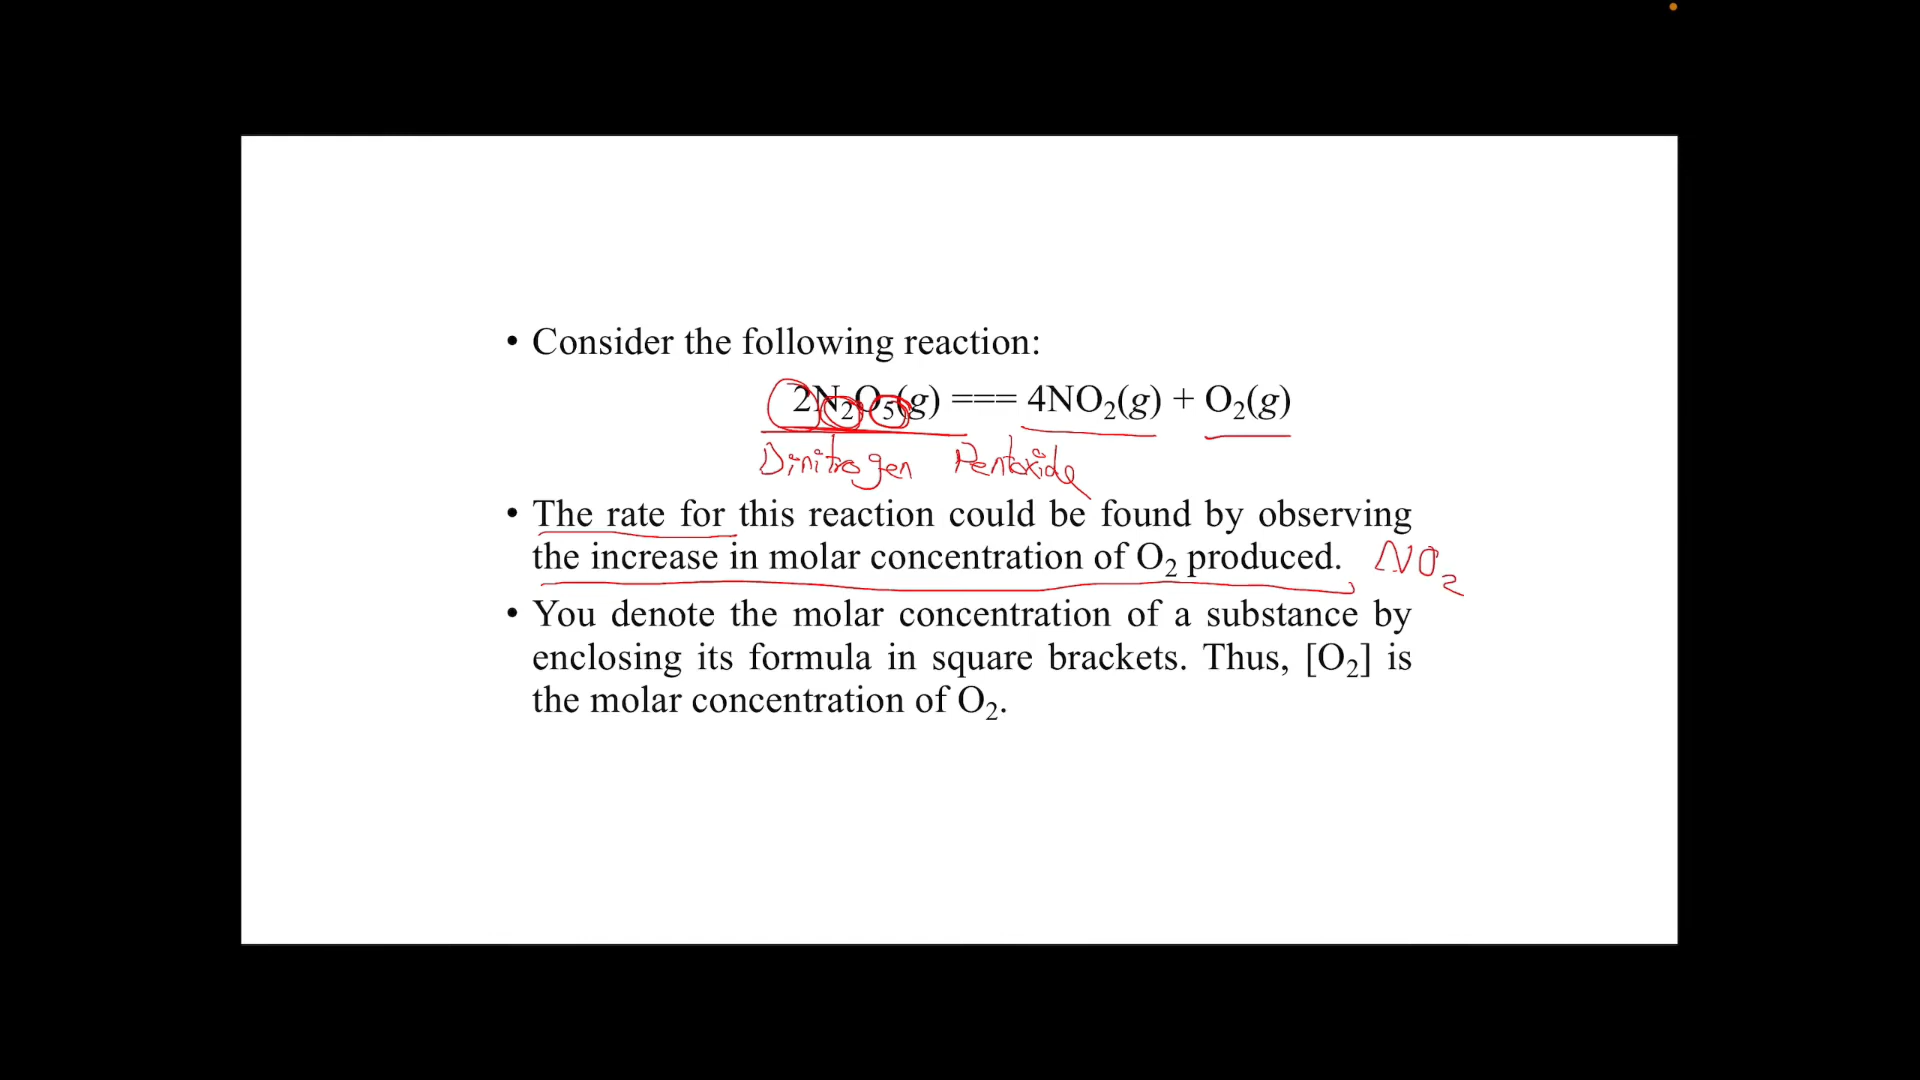 • Consider the following reaction:
2N₂O₅(g) === 4NO₂(g) + O₂(g)
Dinitrogen Pentoxide
• The rate for this reaction could be found by observing
the increase in molar concentration of O₂ produced. NO₂
• You denote the molar concentration of a substance by
enclosing its formula in square brackets. Thus, [O₂] is
the molar concentration of O₂.